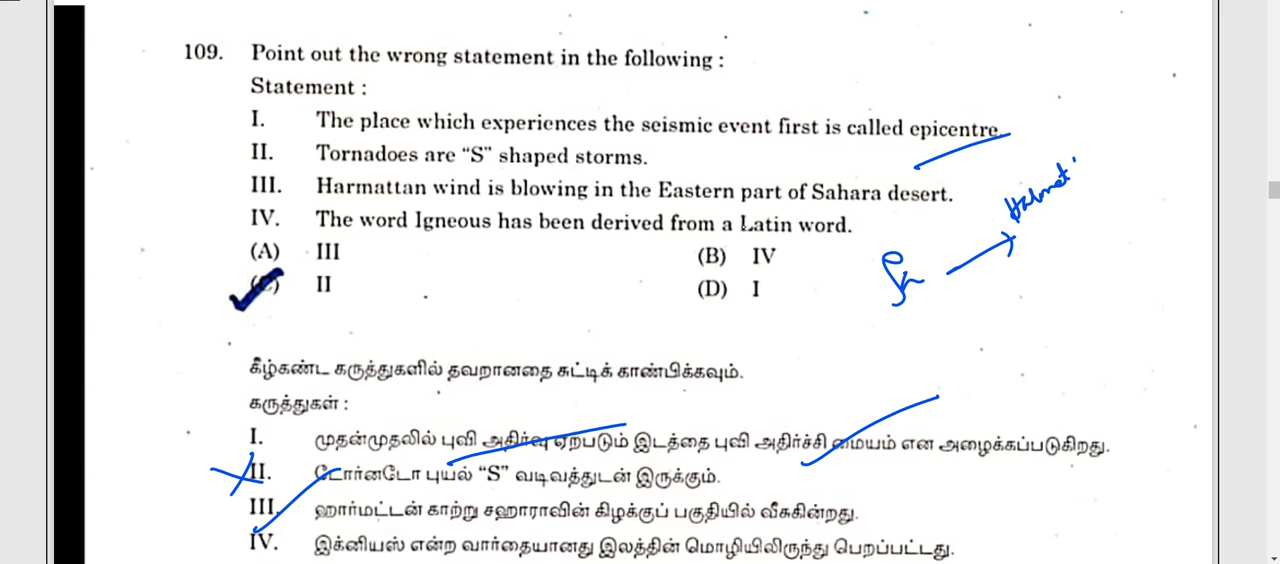 109. Point out the wrong statement in the following :
Statement :
I. The place which experiences the seismic event first is called epicentre.
II. Tornadoes are “S” shaped storms.
III. Harmattan wind is blowing in the Eastern part of Sahara desert.
IV. The word Igneous has been derived from a Latin word.
(A) III (B) IV
(C) II (D) I
கீழ்கண்ட கருத்துகளில் தவறானதை சுட்டிக் காண்பிக்கவும்.
கருத்துகள் :
I. முதன்முதலில் புவி அதிர்வு ஏற்படும் இடத்தை புவி அதிர்ச்சி மையம் என அழைக்கப்படுகிறது.
II. டோர்னடோ புயல் “S” வடிவத்துடன் இருக்கும்.
III. ஹார்மட்டன் காற்று சஹாராவின் கிழக்குப் பகுதியில் வீசுகின்றது.
IV. இக்னியஸ் என்ற வார்தையானது இலத்தின் மொழியிலிருந்து பெறப்பட்டது.